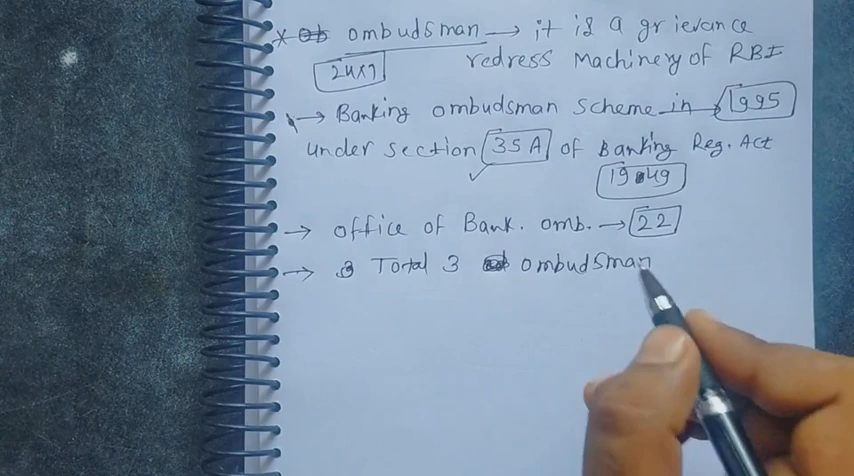 * ombudsman → it is a grievance
24x7 redress Machinery of RBI
→ Banking ombudsman scheme in → 1995
under section 35A of Banking Reg. Act
1949
→ office of Bank. omb. → 22
→ Total 3 ombudsman